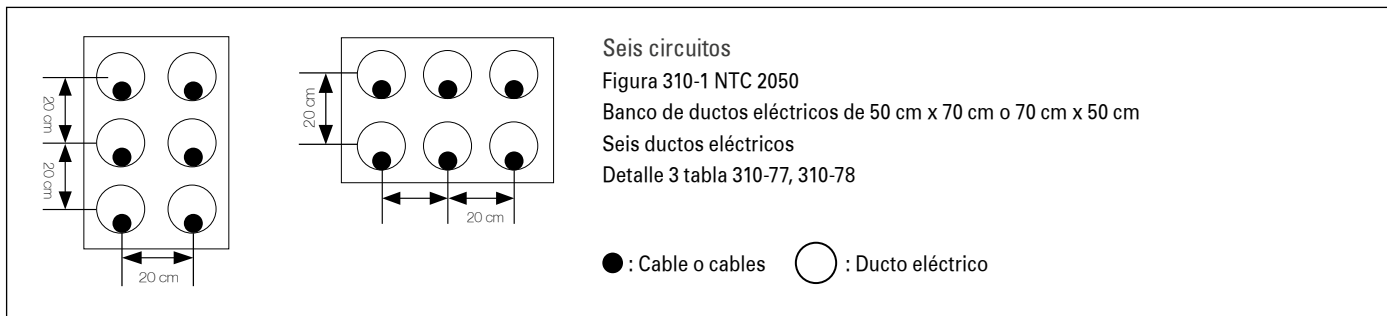 20 cm
20 cm
20 cm
20 cm
20 cm
Seis circuitos
Figura 310-1 NTC 2050
Banco de ductos eléctricos de 50 cm x 70 cm o 70 cm x 50 cm
Seis ductos eléctricos
Detalle 3 tabla 310-77, 310-78
: Cable o cables
: Ducto eléctrico